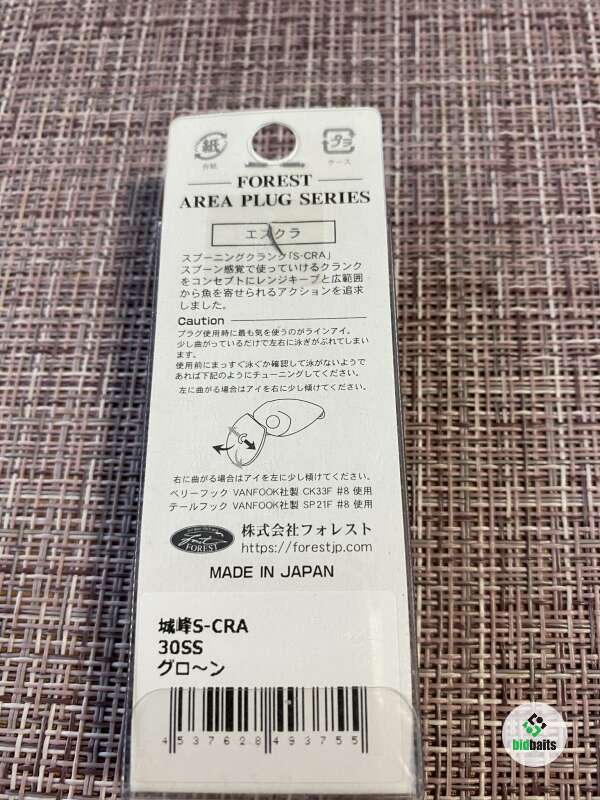 紙
台紙
プラ
ケース
FOREST
AREA PLUG SERIES
エスクラ
スプーニングクランク「S-CRA」
スプーン感覚で使っていけるクランク
をコンセプトにレンジキープと広範囲
から魚を寄せられるアクションを追求
しました。
Caution
プラグ使用時に最も気を使うのがラインアイ。
少し曲がっているだけで左右に泳ぎがぶれてしまい
ます。
使用前にまっすぐ泳ぐか確認して泳がないようで
あれば下記のようにチューニングしてください。
左に曲がる場合はアイを右に少し傾けてください。
右に曲がる場合はアイを左に少し傾けてください。
ベリーフック VANFOOK社製 CK33F #8 使用
テールフック VANFOOK社製 SP21F #8 使用
FOREST
株式会社フォレスト
https://forestjp.com
MADE IN JAPAN
城峰S-CRA
30SS
グロ〜ン
4537628493755
bidbaits